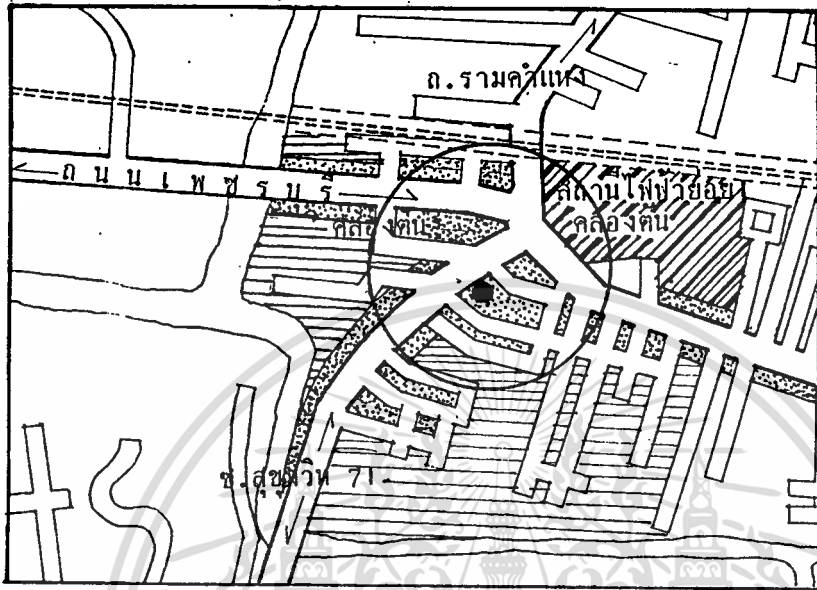 ถ.รามคำแหง
ถนนเพชรบุรี
สถานีไฟฟ้าย่อย
คลองตัน
คลองตัน
ซ.สุขุมวิท 71.